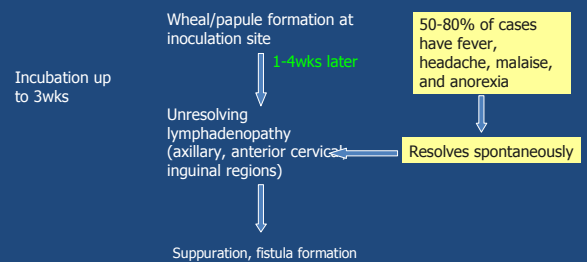 Wheal/papule formation at
inoculation site
50-80% of cases
have fever,
headache, malaise,
and anorexia
1-4wks later
Incubation up
to 3wks
Unresolving
lymphadenopathy
(axillary, anterior cervical,
inguinal regions)
Resolves spontaneously
Suppuration, fistula formation